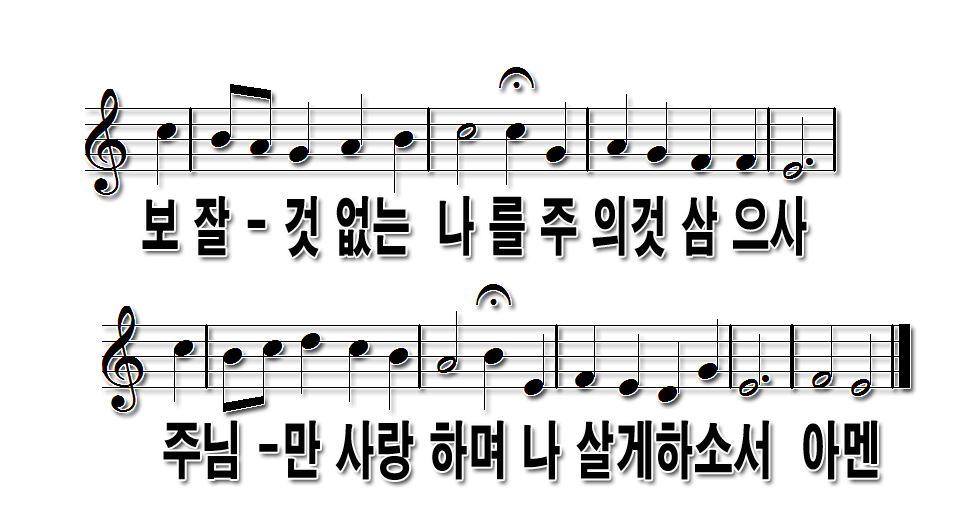 보 잘 - 것 없는 나 를 주 의것 삼 으사
주님 -만 사랑 하며 나 살게하소서 아멘